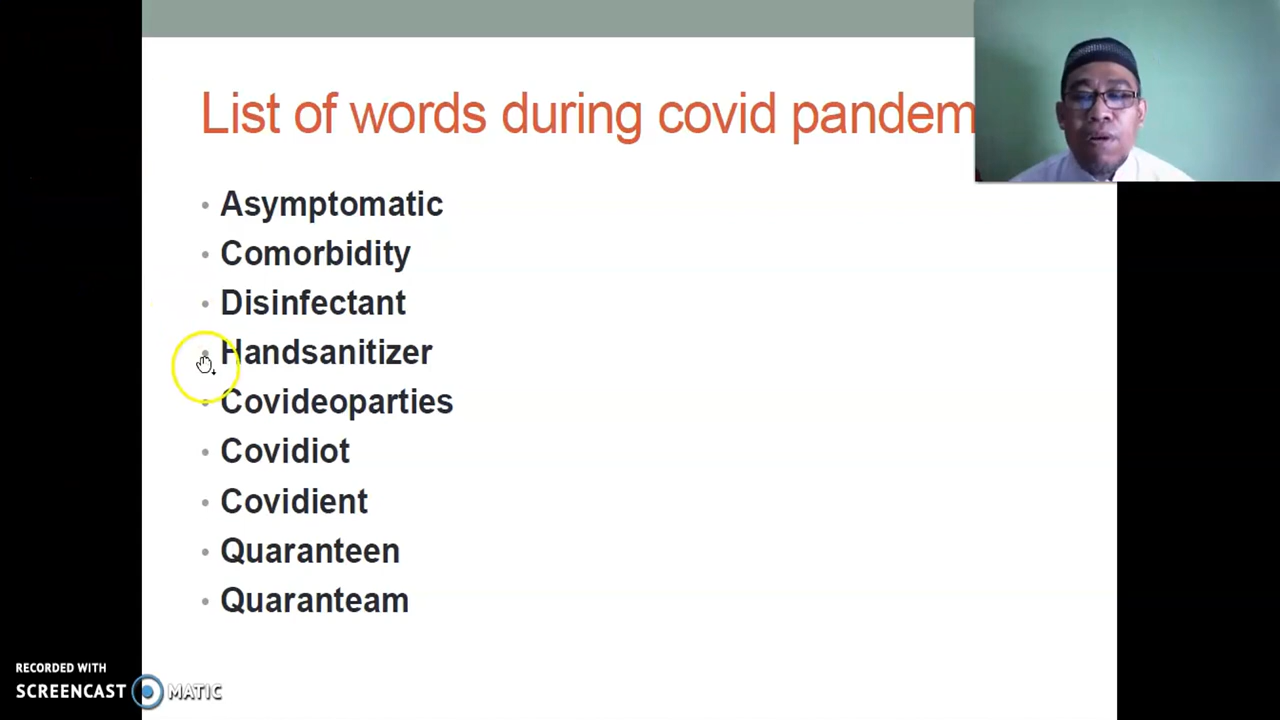 List of words during covid pandem
Asymptomatic
Comorbidity
Disinfectant
Handsanitizer
Covideoparties
Covidiot
Covidient
Quaranteen
Quaranteam
RECORDED WITH
SCREENCAST MATIC